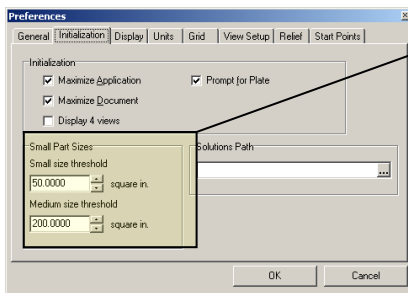 Preferences
General Initialization Display Units Grid View Setup Relief Start Points
Initialization
Maximize Application Prompt for Plate
Maximize Document
Display 4 views
Small Part Sizes Solutions Path
Small size threshold
50.0000 square in. ...
Medium size threshold
200.0000 square in.
OK Cancel